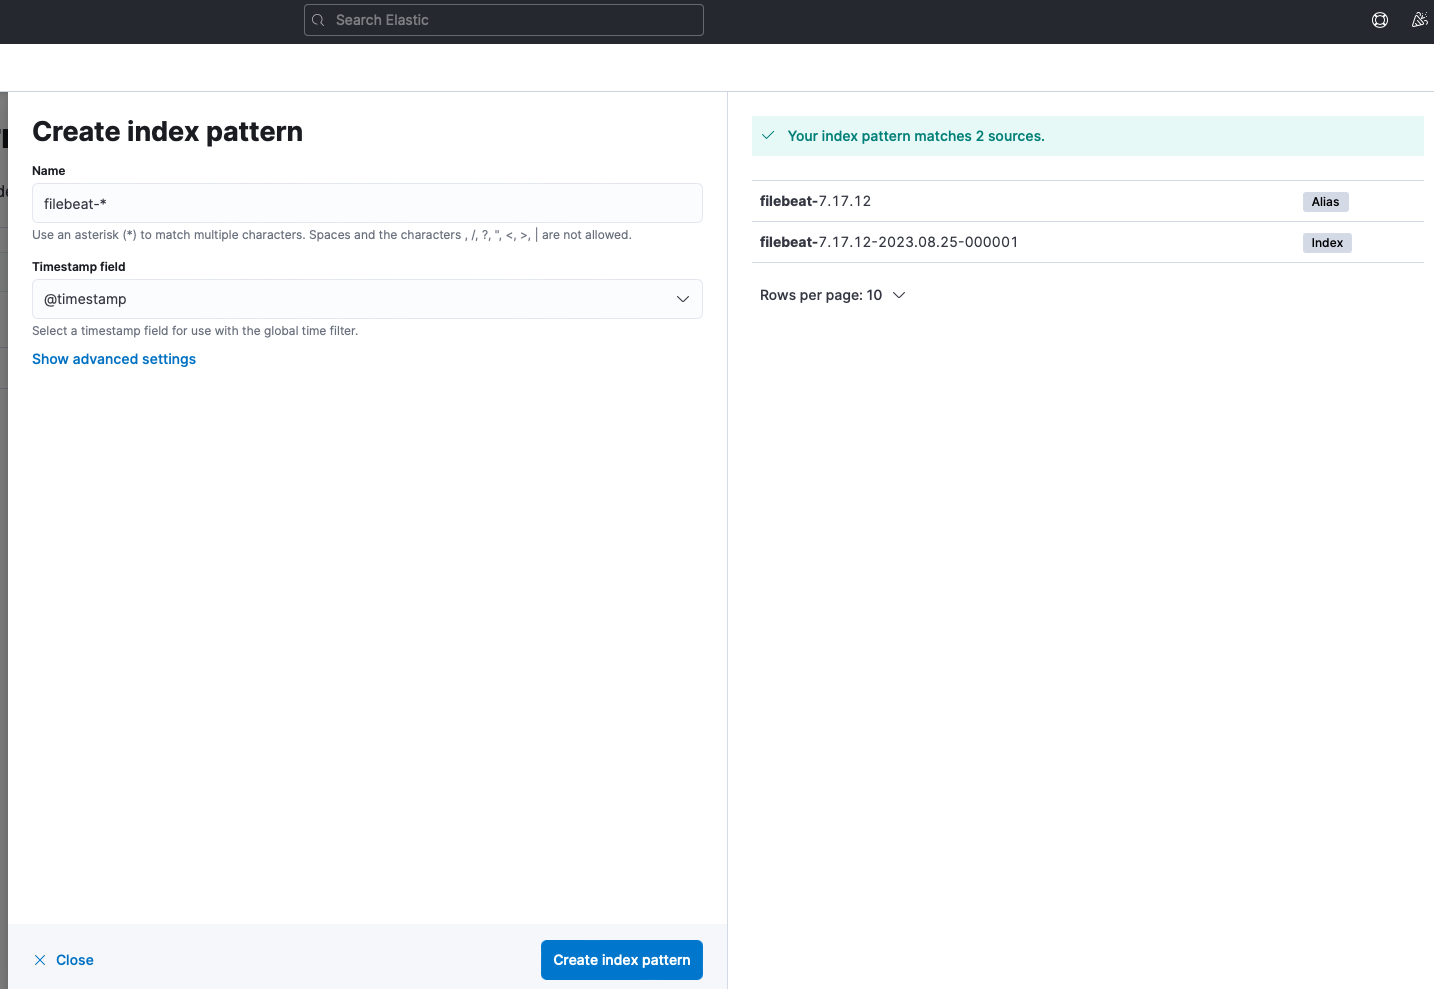 Search Elastic
Create index pattern
Name
filebeat-*
Use an asterisk (*) to match multiple characters. Spaces and the characters , /, ?, ", <, >, | are not allowed.
Timestamp field
@timestamp
Select a timestamp field for use with the global time filter.
Show advanced settings
Close
Create index pattern
Your index pattern matches 2 sources.
filebeat-7.17.12 Alias
filebeat-7.17.12-2023.08.25-000001 Index
Rows per page: 10